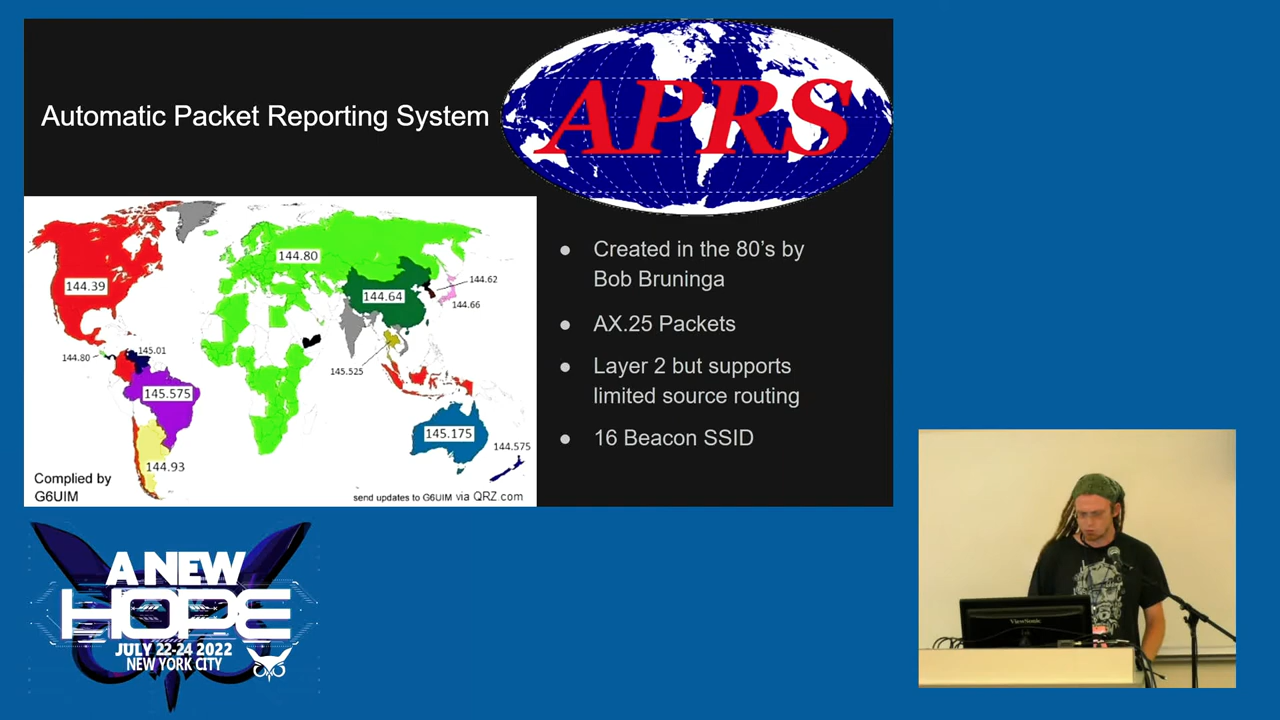 Automatic Packet Reporting System
APRS
144.39
144.80
144.64
144.62
144.66
144.80
145.01
145.525
145.575
145.175
144.575
144.93
Complied by
G6UIM
send updates to G6UIM via QRZ.com
● Created in the 80’s by
Bob Bruninga
● AX.25 Packets
● Layer 2 but supports
limited source routing
● 16 Beacon SSID
A NEW
HOPE
JULY 22-24 2022
NEW YORK CITY
ViewSonic